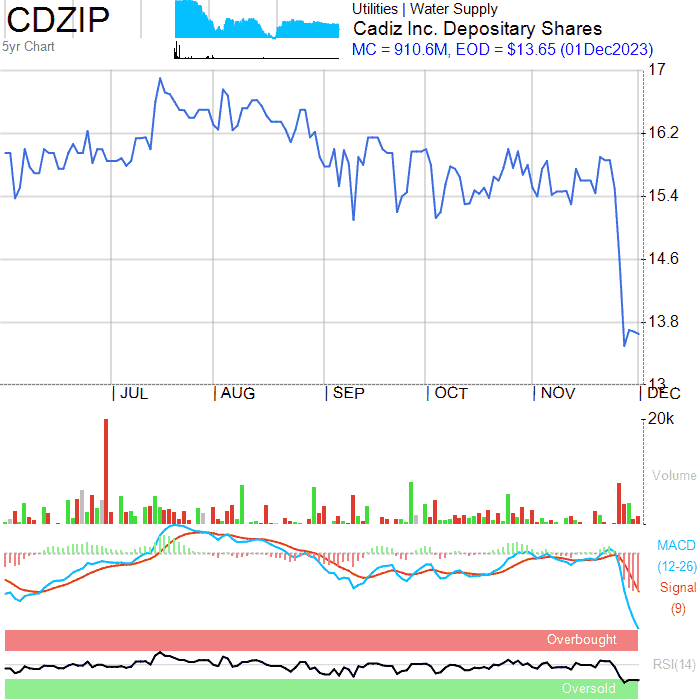 CDZIP
5yr Chart
Utilities | Water Supply
Cadiz Inc. Depositary Shares
MC = 910.6M, EOD = $13.65 (01Dec2023)
17
16.2
15.4
14.6
13.8
13
JUL
AUG
SEP
OCT
NOV
DEC
20k
Volume
MACD
(12-26)
Signal
(9)
Overbought
RSI(14)
Oversold